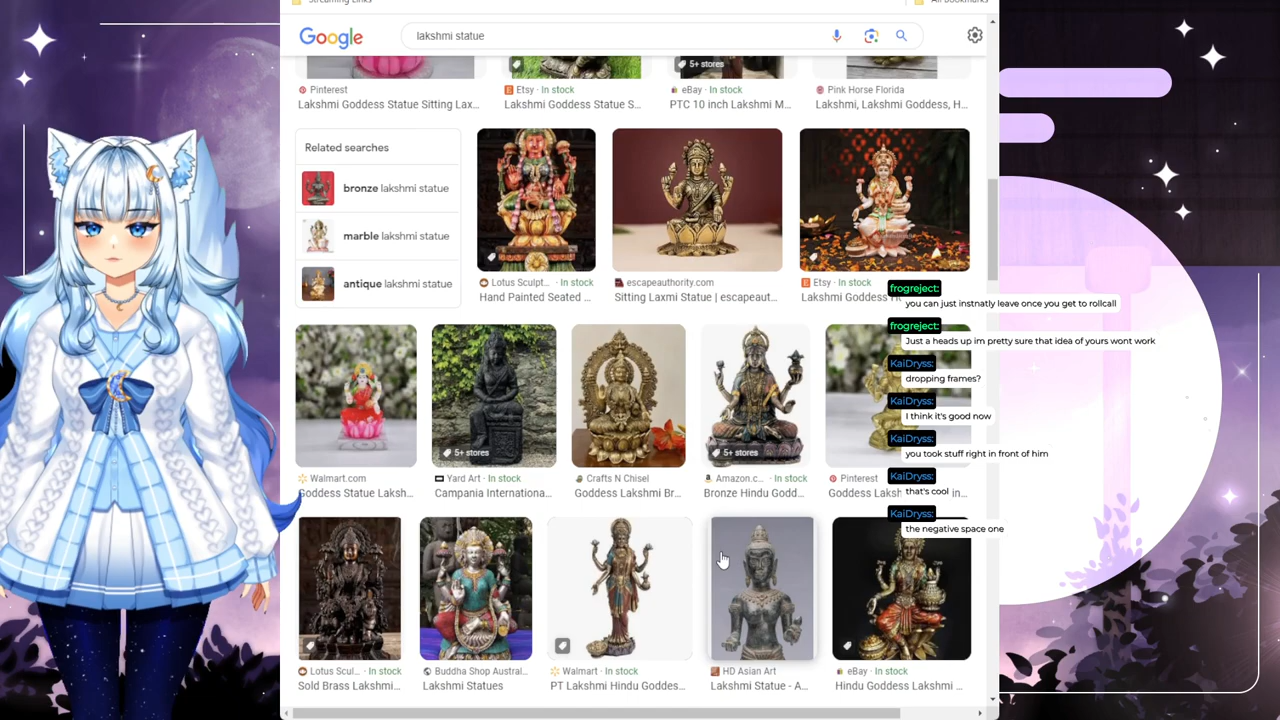 Streaming Links
All Bookmarks
Google
lakshmi statue
Pinterest
Lakshmi Goddess Statue Sitting Lax...
Etsy · In stock
Lakshmi Goddess Statue S...
5+ stores
eBay · In stock
PTC 10 inch Lakshmi M...
Pink Horse Florida
Lakshmi, Lakshmi Goddess, H...
Related searches
bronze lakshmi statue
marble lakshmi statue
antique lakshmi statue
Lotus Sculpt... · In stock
Hand Painted Seated ...
escapeauthority.com
Sitting Laxmi Statue | escapeaut...
Etsy · In stock
Lakshmi Goddess
frogreject:
you can just instnatly leave once you get to rollcall
frogreject:
Just a heads up im pretty sure that idea of yours wont work
KaiDryss:
dropping frames?
KaiDryss:
I think it's good now
KaiDryss:
you took stuff right in front of him
KaiDryss:
that's cool
KaiDryss:
the negative space one
Walmart.com
Goddess Statue Laksh...
5+ stores
Yard Art · In stock
Campania Internationa...
Crafts N Chisel
Goddess Lakshmi Br...
5+ stores
Amazon.c... · In stock
Bronze Hindu Godd...
Pinterest
Goddess
Lotus Scul... · In stock
Sold Brass Lakshmi...
Buddha Shop Austral...
Lakshmi Statues
Walmart · In stock
PT Lakshmi Hindu Goddes...
HD Asian Art
Lakshmi Statue - A...
eBay · In stock
Hindu Goddess Lakshmi ...